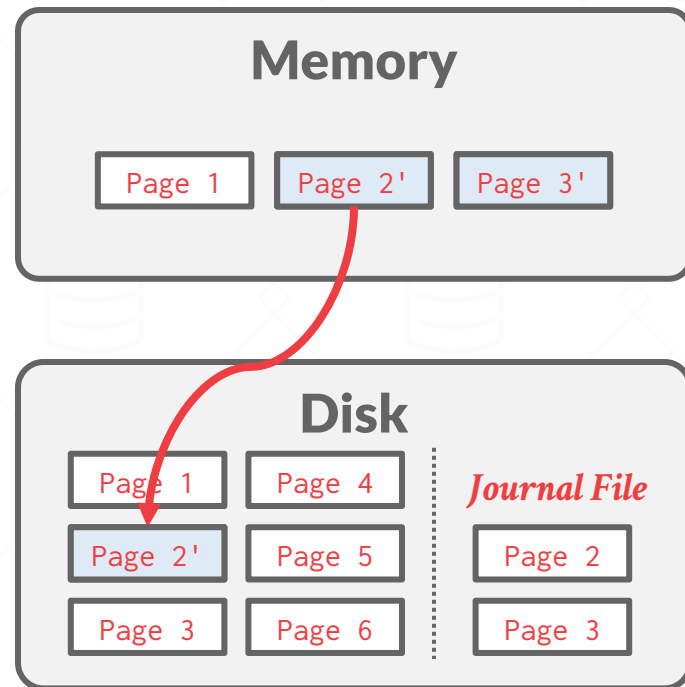 Memory
Page 1
Page 2'
Page 3'
Disk
Page 1
Page 4
Journal File
Page 2'
Page 5
Page 2
Page 3
Page 6
Page 3